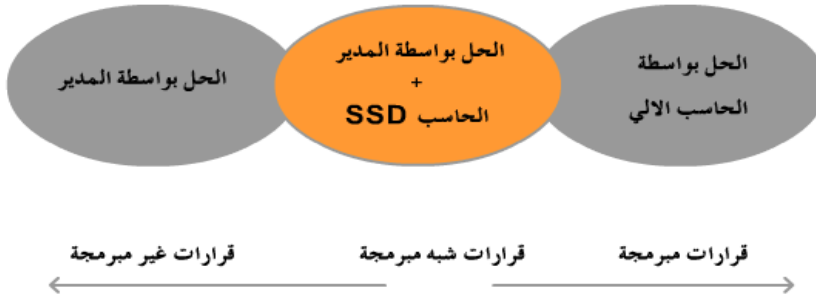 الحل بواسطة
الحاسب الالي
الحل بواسطة المدير
+
الحاسب SSD
الحل بواسطة المدير
قرارات مبرمجة
قرارات شبه مبرمجة
قرارات غير مبرمجة